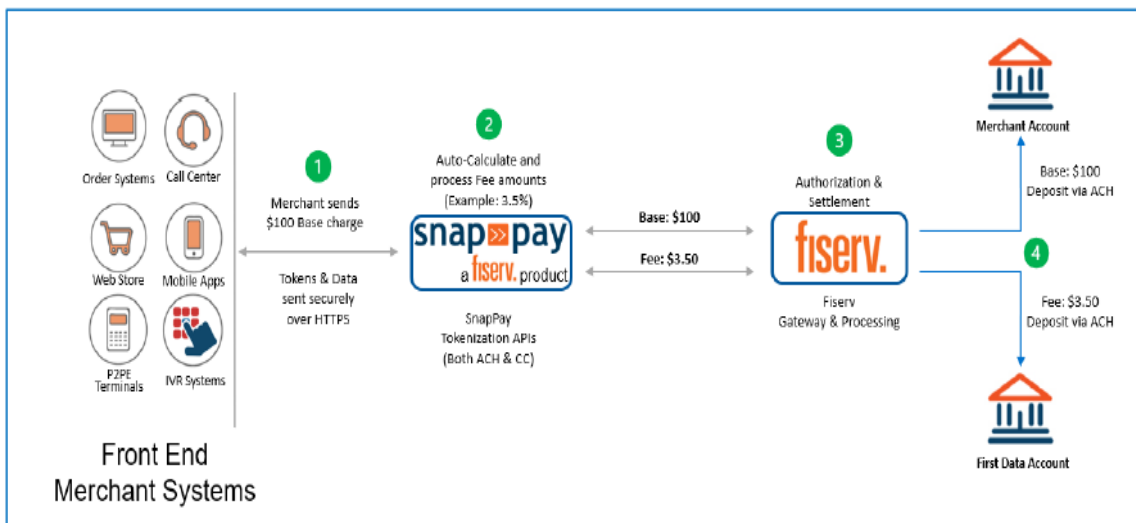 Order Systems
Call Center
Web Store
Mobile Apps
P2PE
Terminals
IVR Systems
Front End
Merchant Systems
1
Merchant sends
$100 Base charge
Tokens & Data
sent securely
over HTTPS
2
Auto-Calculate and
process Fee amounts
(Example: 3.5%)
snap pay
a fiserv. product
SnapPay
Tokenization APIs
(Both ACH & CC)
Base: $100
Fee: $3.50
3
Authorization &
Settlement
fiserv.
Fiserv
Gateway & Processing
Merchant Account
Base: $100
Deposit via ACH
4
Fee: $3.50
Deposit via ACH
First Data Account